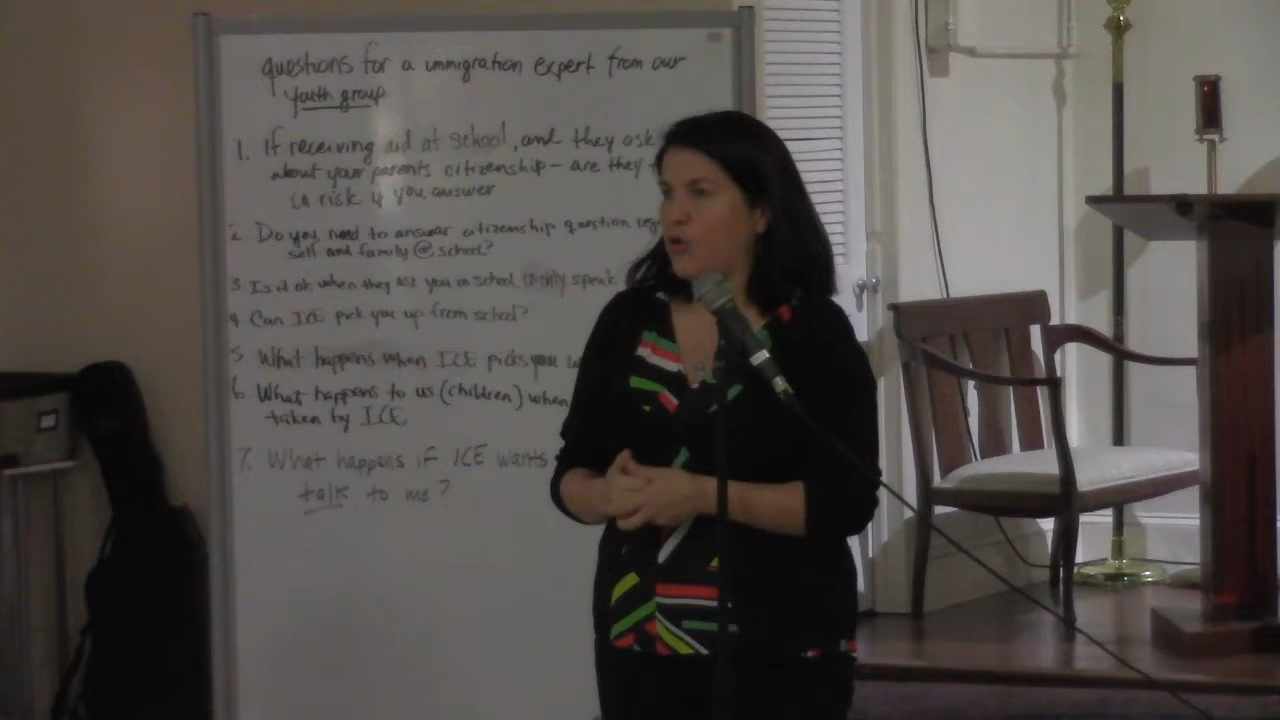 questions for a immigration expert from our
youth group
1. If receiving aid at school, and they ask
about your parents citizenship - are they
in risk if you answer
2. Do you need to answer citizenship question
self and family @ school?
3. Is it ok when they ask you in school to only speak
4. Can ICE pick you up from school?
5. What happens when ICE picks you
6. What happens to us (children) when
taken by ICE
7. What happens if ICE wants
talk to me?